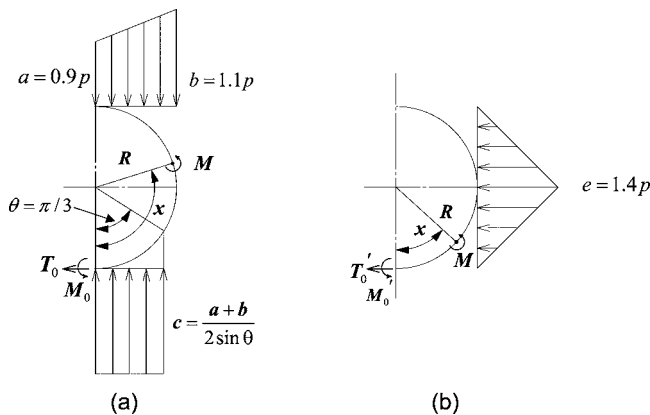 a = 0.9p
b = 1.1p
R
M
θ = π/3
x
T₀
M₀
c = (a + b) / (2 sin θ)
(a)
e = 1.4p
R
x
M
T₀′
M₀′
(b)